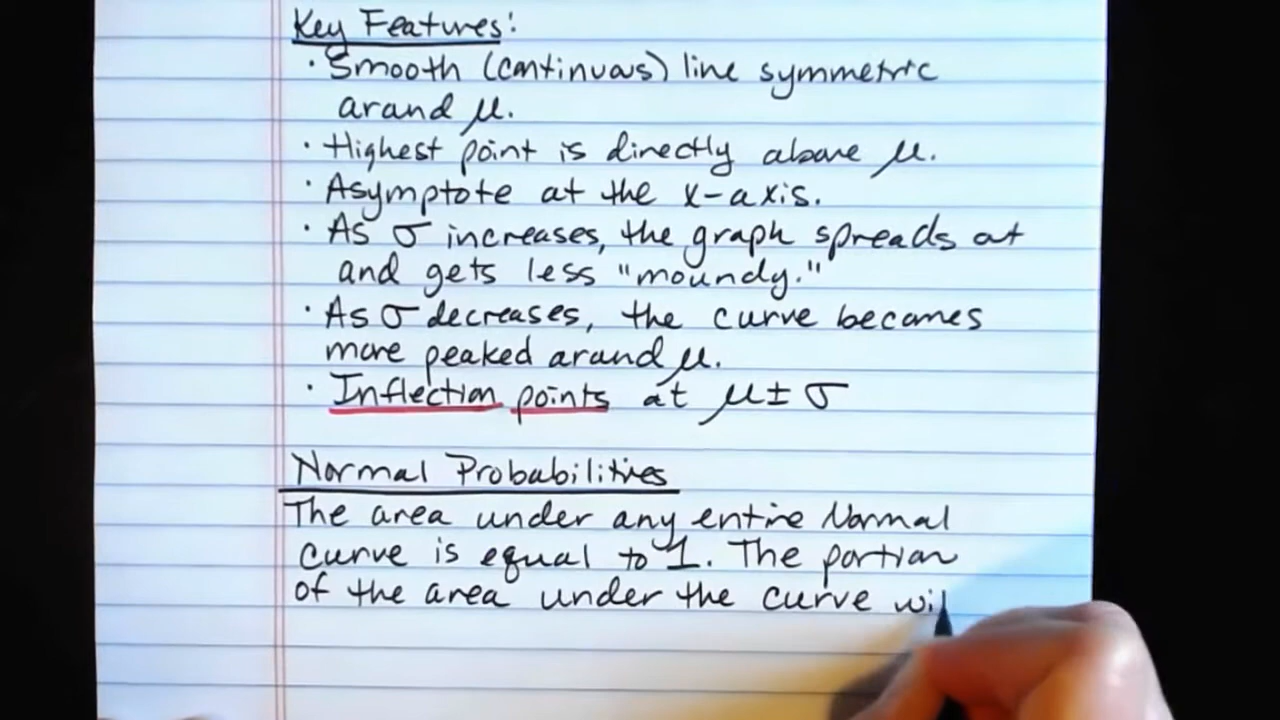 Key Features:
· Smooth (continuous) line symmetric
around μ.
· Highest point is directly above μ.
· Asymptote at the x-axis.
· As σ increases, the graph spreads out
and gets less "moundy."
· As σ decreases, the curve becomes
more peaked around μ.
· Inflection points at μ ± σ
Normal Probabilities
The area under any entire Normal
curve is equal to 1. The portion
of the area under the curve wil